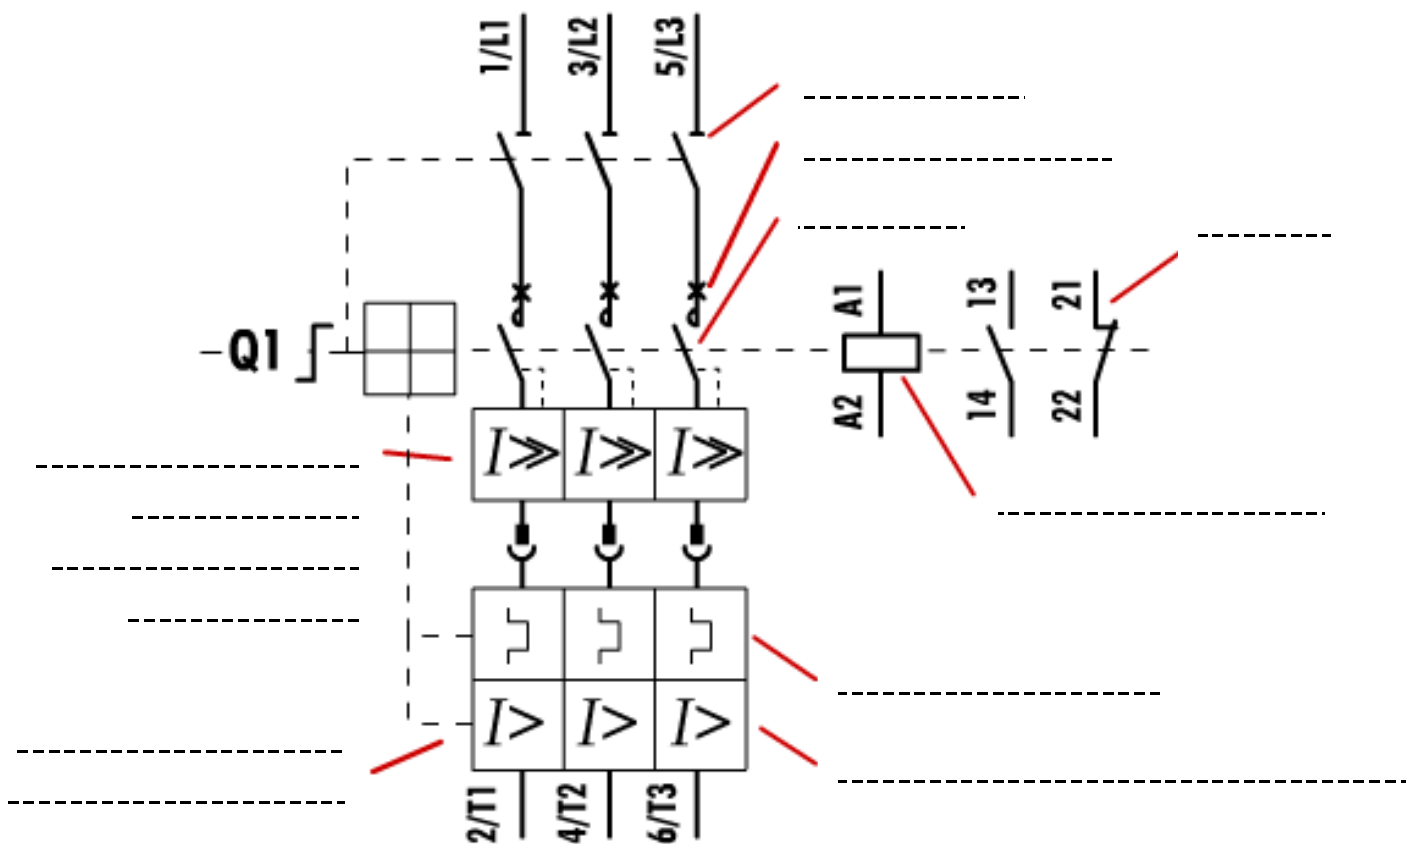 1/L1 3/L2 5/L3
A1 13 21
-Q1
A2 14 22
I>> I>> I>>
I> I> I>
2/T1 4/T2 6/T3